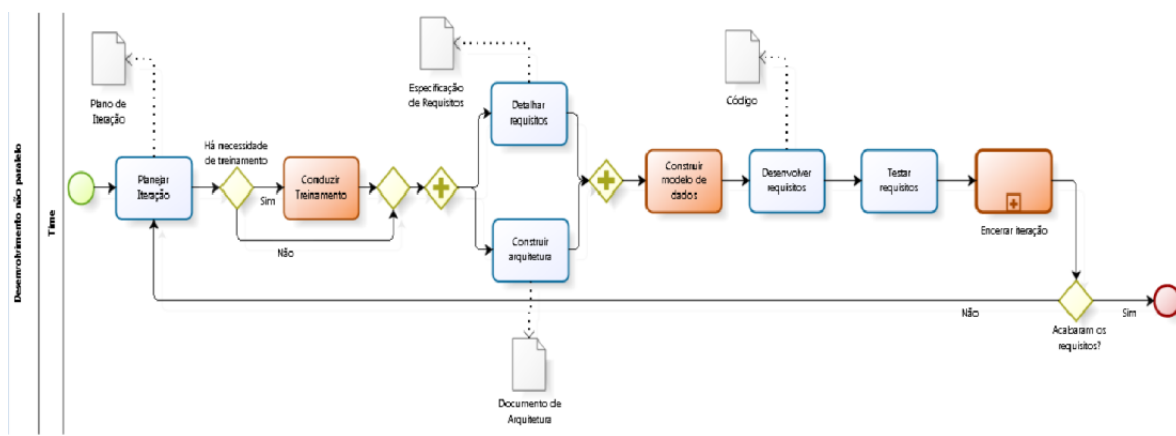 Desenvolvimento não paralelo
Time
Plano de
Iteração
Planejar
Iteração
Há necessidade
de treinamento
Sim
Não
Conduzir
Treinamento
Especificação
de Requisitos
Detalhar
requisitos
Construir
arquitetura
Documento de
Arquitetura
Construir
modelo de
dados
Código
Desenvolver
requisitos
Testar
requisitos
Encerrar iteração
Não
Sim
Acabaram os
requisitos?